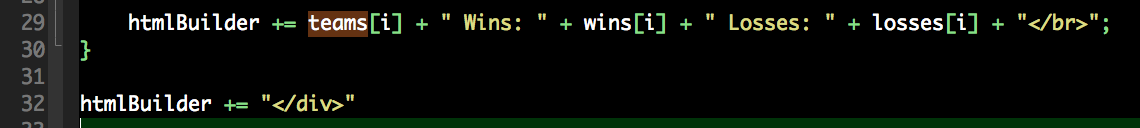 29 htmlBuilder += teams[i] + " Wins: " + wins[i] + " Losses: " + losses[i] + "</br>";
30 }
31
32 htmlBuilder += "</div>"